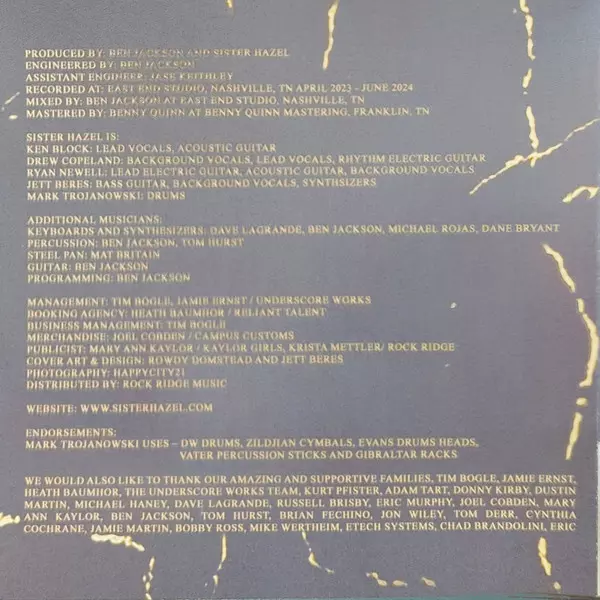 PRODUCED BY: BEN JACKSON AND SISTER HAZEL
ENGINEERED BY: BEN JACKSON
ASSISTANT ENGINEER: JASE KEITHLEY
RECORDED AT: EAST END STUDIO, NASHVILLE, TN APRIL 2023 - JUNE 2024
MIXED BY: BEN JACKSON AT EAST END STUDIO, NASHVILLE, TN
MASTERED BY: BENNY QUINN AT BENNY QUINN MASTERING, FRANKLIN, TN
SISTER HAZEL IS:
KEN BLOCK: LEAD VOCALS, ACOUSTIC GUITAR
DREW COPELAND: BACKGROUND VOCALS, LEAD VOCALS, RHYTHM ELECTRIC GUITAR
RYAN NEWELL: LEAD ELECTRIC GUITAR, ACOUSTIC GUITAR, BACKGROUND VOCALS
JETT BERES: BASS GUITAR, BACKGROUND VOCALS, SYNTHSIZERS
MARK TROJANOWSKI: DRUMS
ADDITIONAL MUSICIANS:
KEYBOARDS AND SYNTHESIZERS: DAVE LAGRANDE, BEN JACKSON, MICHAEL ROJAS, DANE BRYANT
PERCUSSION: BEN JACKSON, TOM HURST
STEEL PAN: MAT BRITAIN
GUITAR: BEN JACKSON
PROGRAMMING: BEN JACKSON
MANAGEMENT: TIM BOGLE, JAMIE ERNST / UNDERSCORE WORKS
BOOKING AGENCY: HEATH BAUMHOR / RELIANT TALENT
BUSINESS MANAGEMENT: TIM BOGLE
MERCHANDISE: JOEL COBDEN / CAMPUS CUSTOMS
PUBLICIST: MARY ANN KAYLOR / KAYLOR GIRLS, KRISTA METTLER/ ROCK RIDGE
COVER ART & DESIGN: ROWDY DOMSTEAD AND JETT BERES
PHOTOGRAPHY: HAPPYCITY21
DISTRIBUTED BY: ROCK RIDGE MUSIC
WEBSITE: WWW.SISTERHAZEL.COM
ENDORSEMENTS:
MARK TROJANOWSKI USES – DW DRUMS, ZILDJIAN CYMBALS, EVANS DRUMS HEADS,
VATER PERCUSSION STICKS AND GIBRALTAR RACKS
WE WOULD ALSO LIKE TO THANK OUR AMAZING AND SUPPORTIVE FAMILIES, TIM BOGLE, JAMIE ERNST,
HEATH BAUMHOR, THE UNDERSCORE WORKS TEAM, KURT PFISTER, ADAM TART, DONNY KIRBY, DUSTIN
MARTIN, MICHAEL HANEY, DAVE LAGRANDE, RUSSELL BRISBY, ERIC MURPHY, JOEL COBDEN, MARY
ANN KAYLOR, BEN JACKSON, TOM HURST, BRIAN FECHINO, JON WILEY, TOM DERR, CYNTHIA
COCHRANE, JAMIE MARTIN, BOBBY ROSS, MIKE WERTHEIM, ETECH SYSTEMS, CHAD BRANDOLINI, ERIC